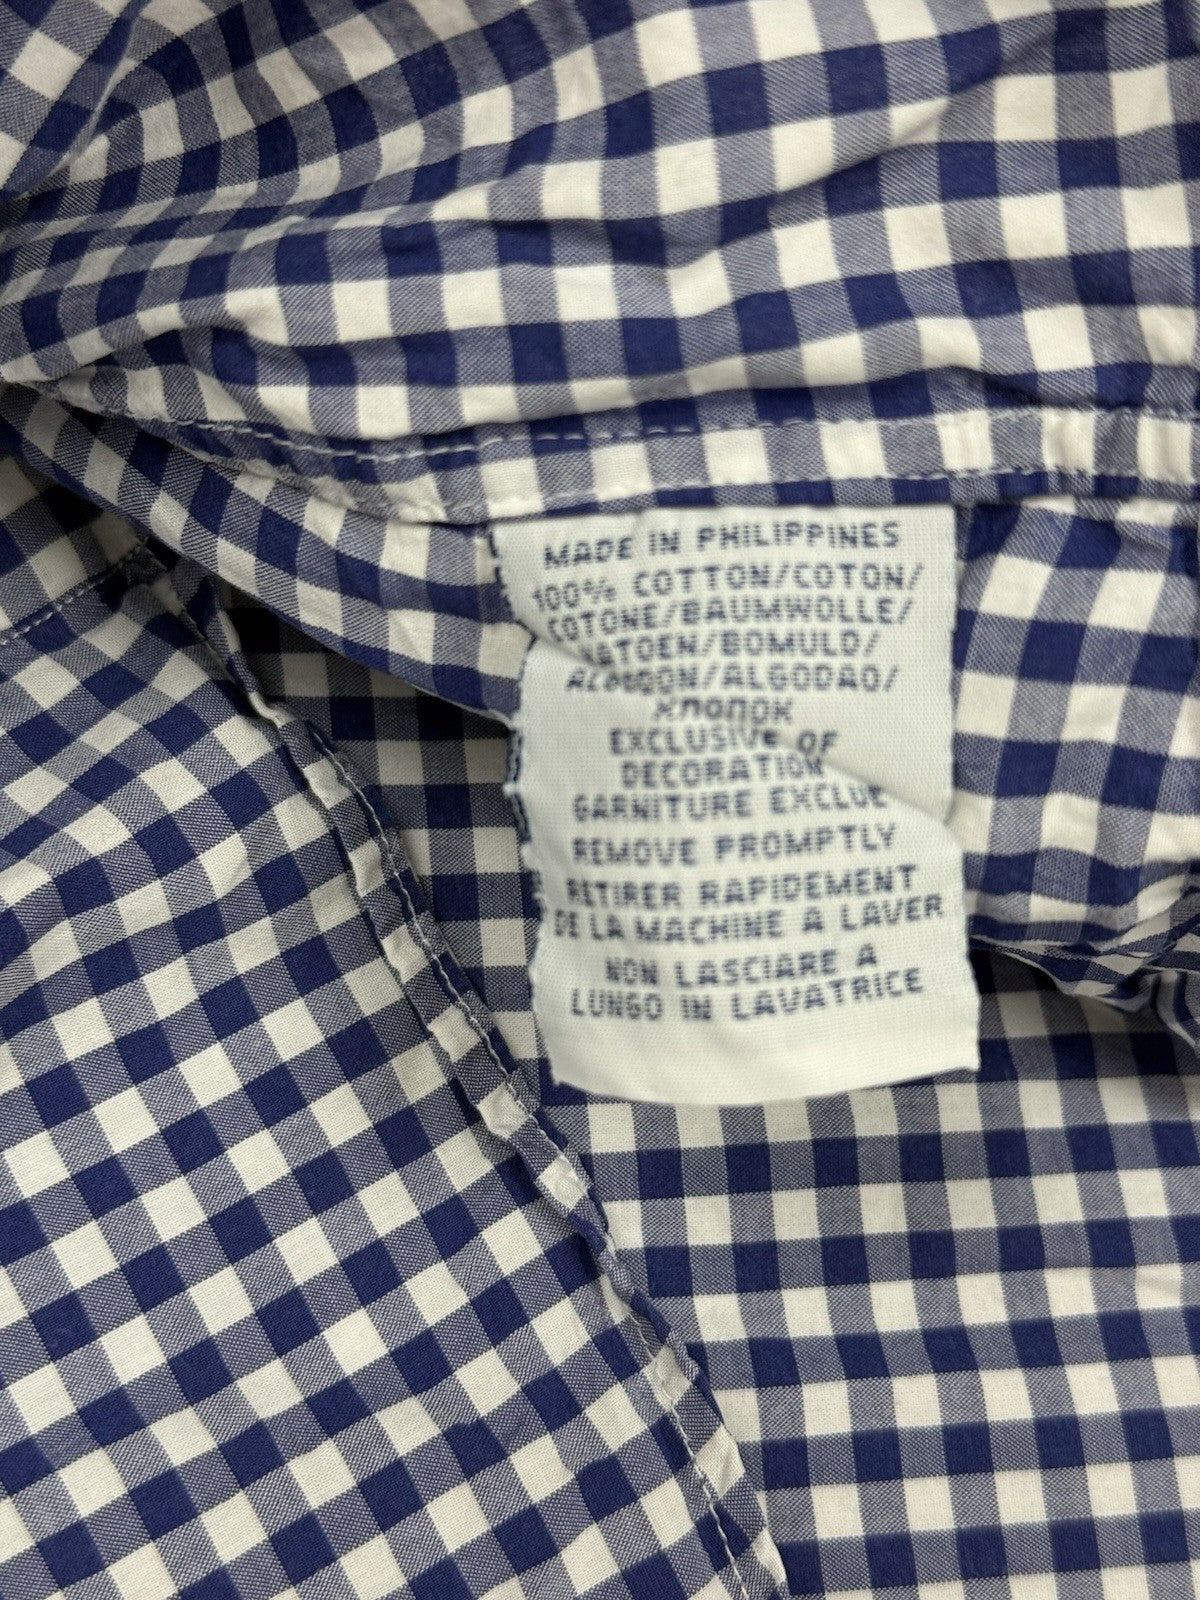 MADE IN PHILIPPINES
100% COTTON/COTON/
COTONE/BAUMWOLLE/
KATOEN/BOMULD/
ALGODON/ALGODAO/
хлопок
EXCLUSIVE OF
DECORATION
GARNITURE EXCLUE
REMOVE PROMPTLY
RETIRER RAPIDEMENT
DE LA MACHINE A LAVER
NON LASCIARE A
LUNGO IN LAVATRICE